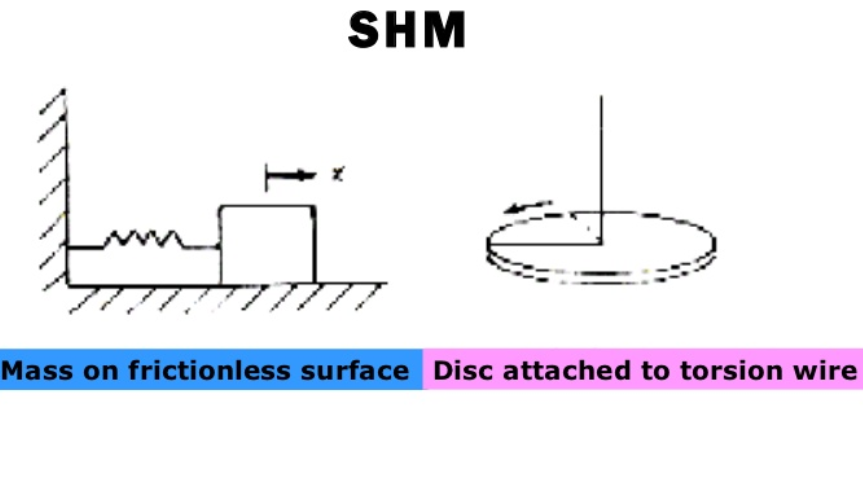 SHM
x
Mass on frictionless surface
Disc attached to torsion wire